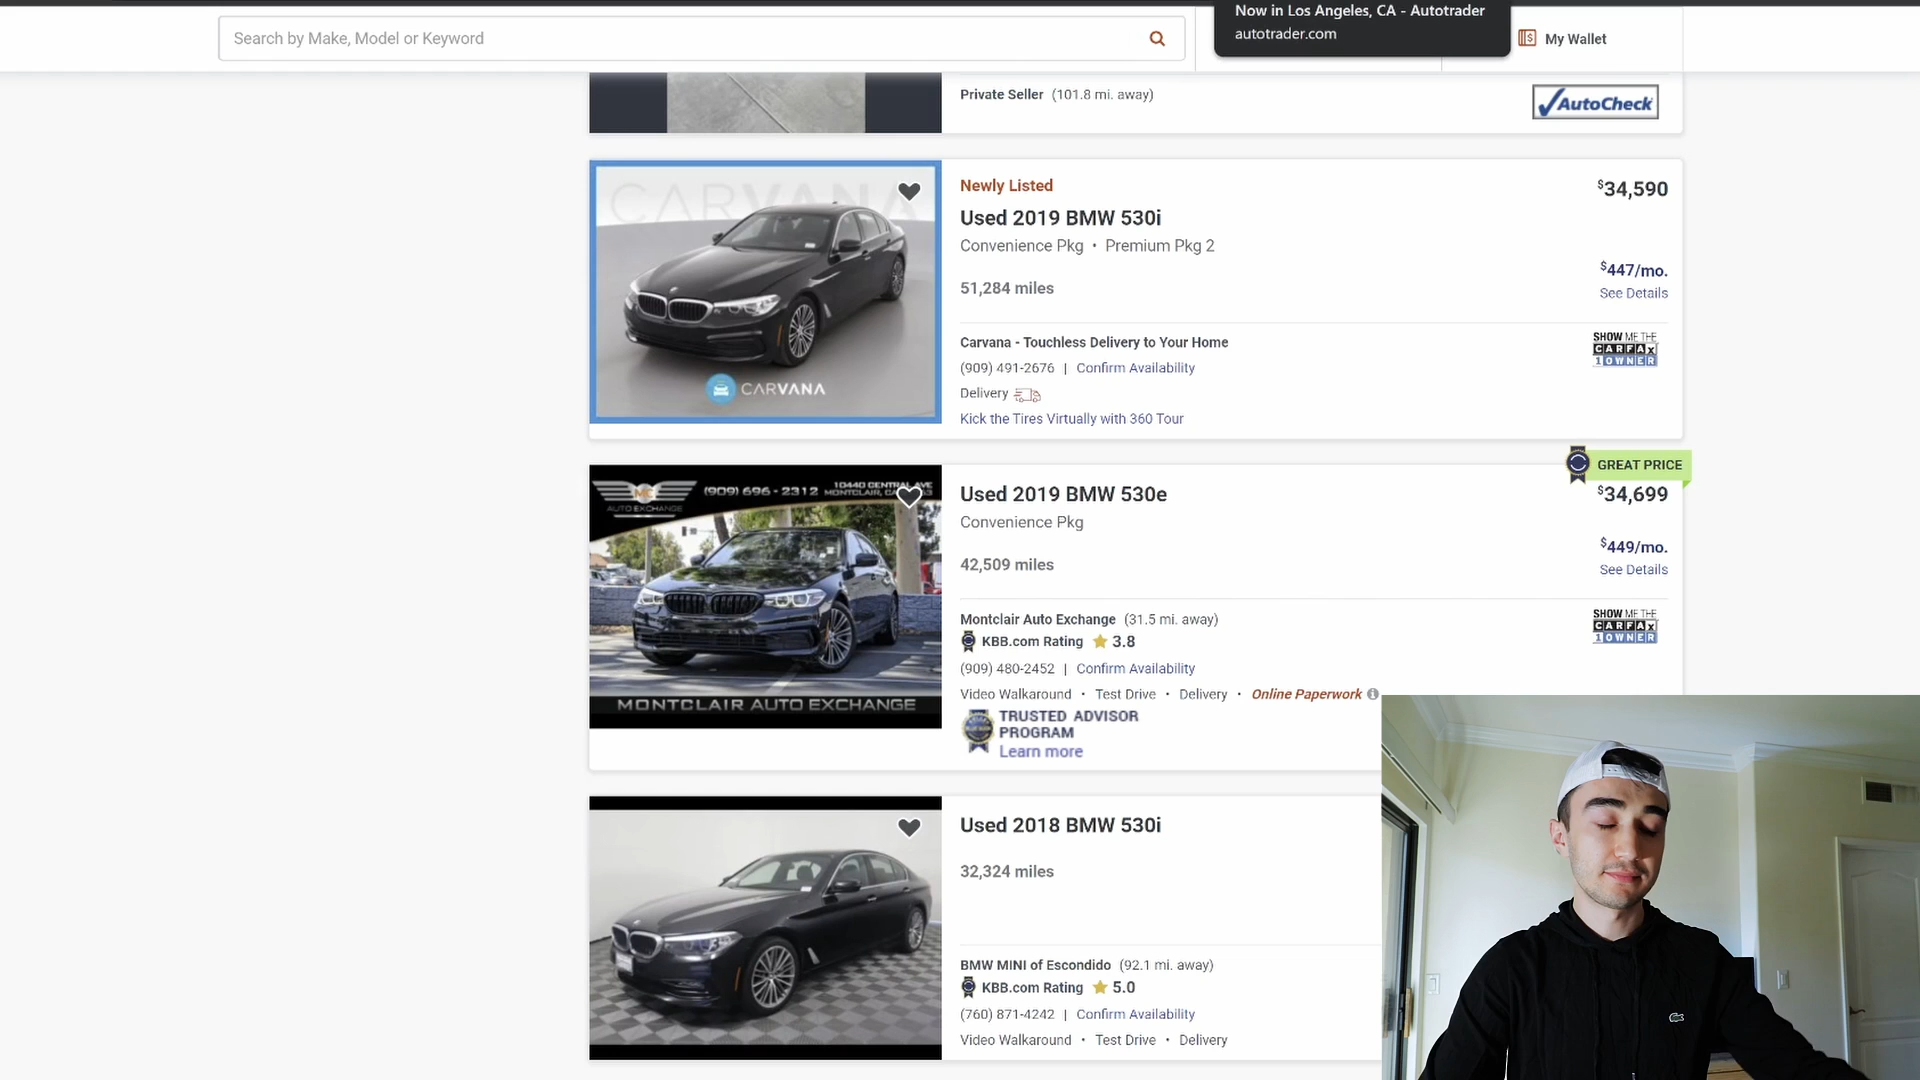 Now in Los Angeles, CA - Autotrader
autotrader.com
Search by Make, Model or Keyword
My Wallet
Private Seller (101.8 mi. away)
AutoCheck
CARVANA
CARVANA
Newly Listed
$34,590
Used 2019 BMW 530i
Convenience Pkg • Premium Pkg 2
$447/mo.
51,284 miles
See Details
Carvana - Touchless Delivery to Your Home
SHOW ME THE
CARFAX
1 OWNER
(909) 491-2676 | Confirm Availability
Delivery
Kick the Tires Virtually with 360 Tour
GREAT PRICE
MC
AUTO EXCHANGE
(909) 696 - 2312
10440 CENTRAL AVE
MONTCLAIR AUTO EXCHANGE
Used 2019 BMW 530e
$34,699
Convenience Pkg
$449/mo.
42,509 miles
See Details
Montclair Auto Exchange (31.5 mi. away)
SHOW ME THE
CARFAX
1 OWNER
KBB.com Rating 3.8
(909) 480-2452 | Confirm Availability
Video Walkaround • Test Drive • Delivery • Online Paperwork
TRUSTED ADVISOR
PROGRAM
Learn more
Used 2018 BMW 530i
32,324 miles
BMW MINI of Escondido (92.1 mi. away)
KBB.com Rating 5.0
(760) 871-4242 | Confirm Availability
Video Walkaround • Test Drive • Delivery